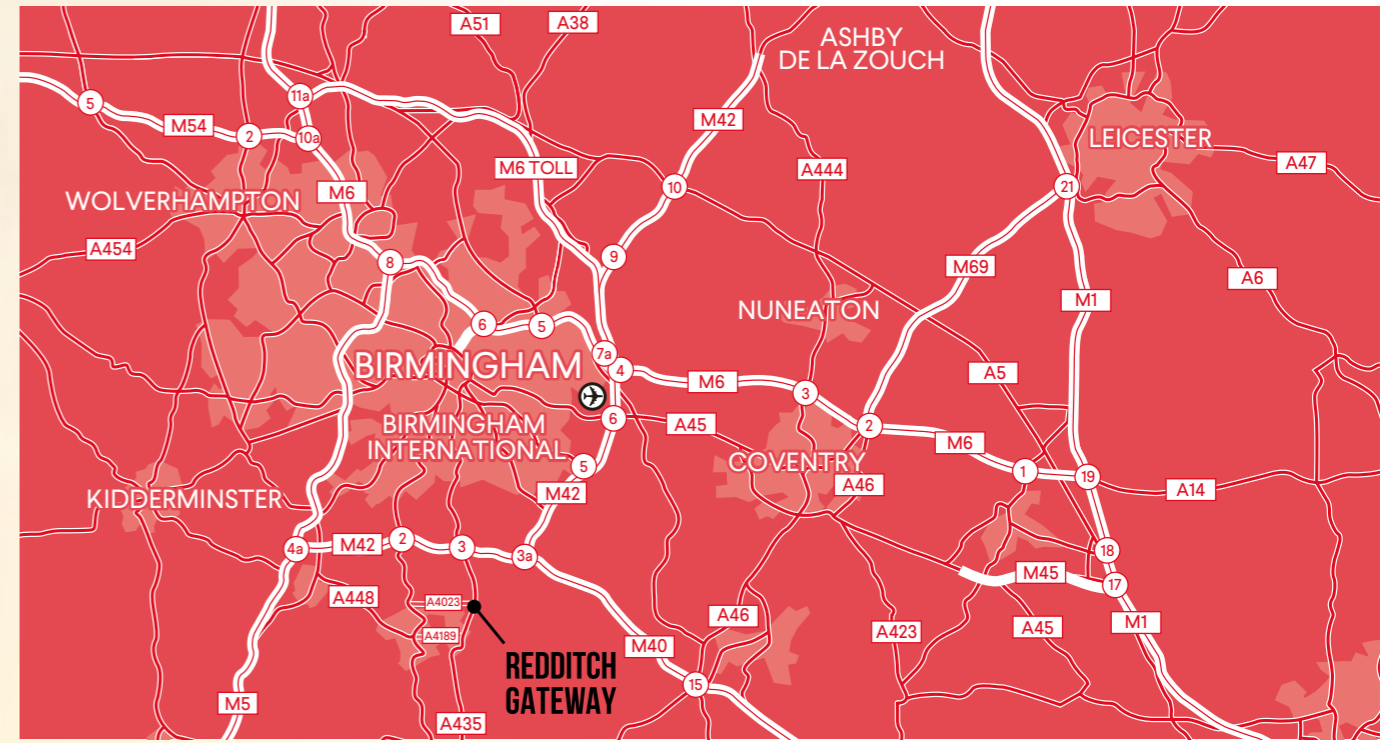 A51
A38
ASHBY
DE LA ZOUCH
5
11a
M54
2
10a
M42
LEICESTER
A47
M6 TOLL
A444
WOLVERHAMPTON
M6
10
21
A454
8
9
M69
A6
M1
NUNEATON
6
5
7a
BIRMINGHAM
4
M6
A5
3
BIRMINGHAM
INTERNATIONAL
6
A45
2
M6
5
COVENTRY
1
19
A46
A14
M42
KIDDERMINSTER
4a
M42
2
3
3a
18
M45
17
A448
A4023
A46
A423
A45
M1
A4189
M40
REDDITCH
GATEWAY
15
M5
A435